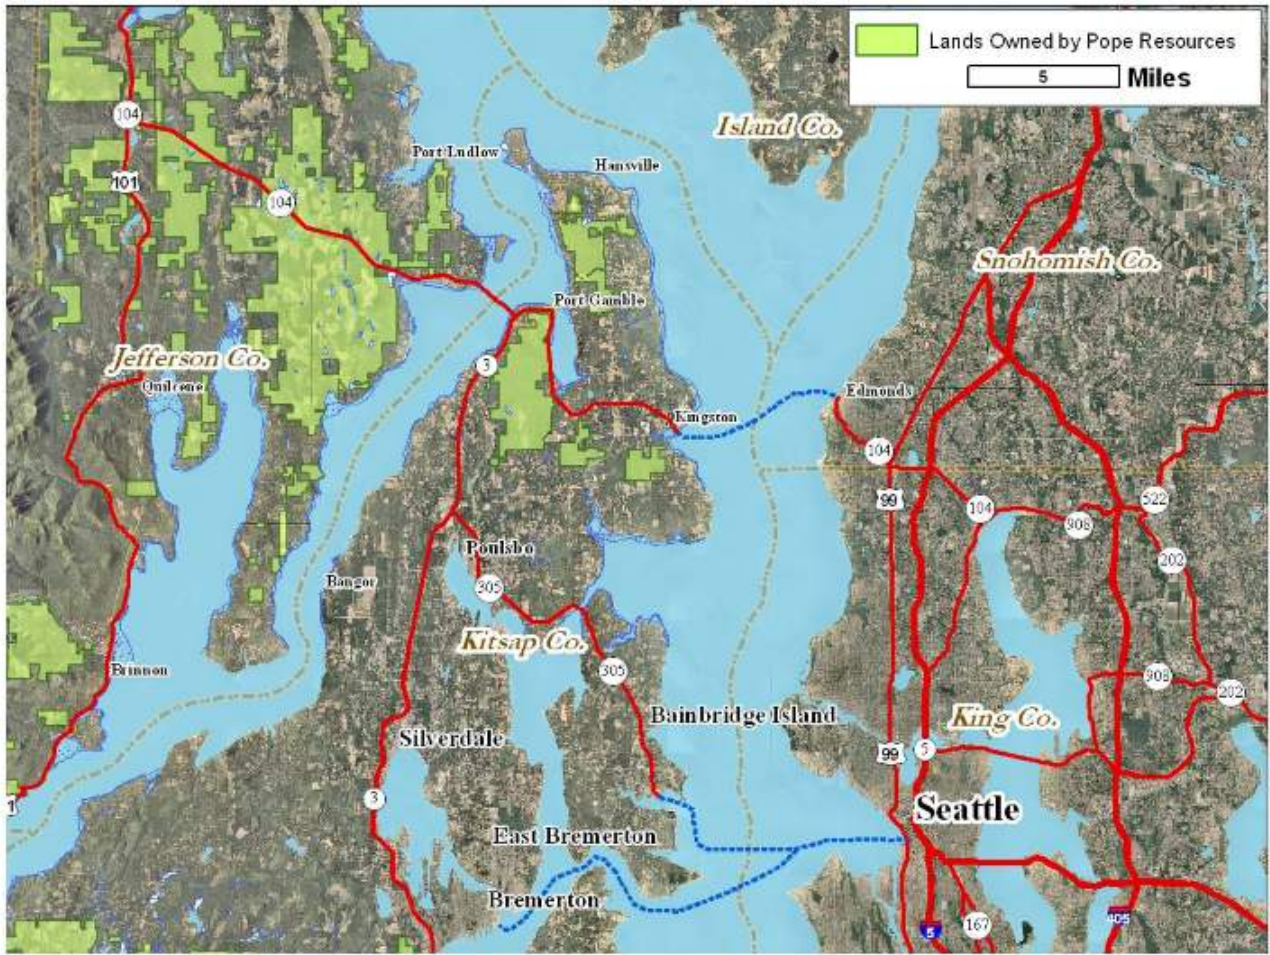 Lands Owned by Pope Resources
5 Miles
104
Island Co.
Port Ludlow
Hansville
101
104
Snohomish Co.
Port Gamble
Jefferson Co.
3
Quilcene
Edmonds
Kingston
104
99
522
104
908
Poulsbo
202
Bangor
305
Kitsap Co.
Brinnon
305
908
202
Bainbridge Island
King Co.
Silverdale
99
5
3
1
Seattle
East Bremerton
Bremerton
5
167
405